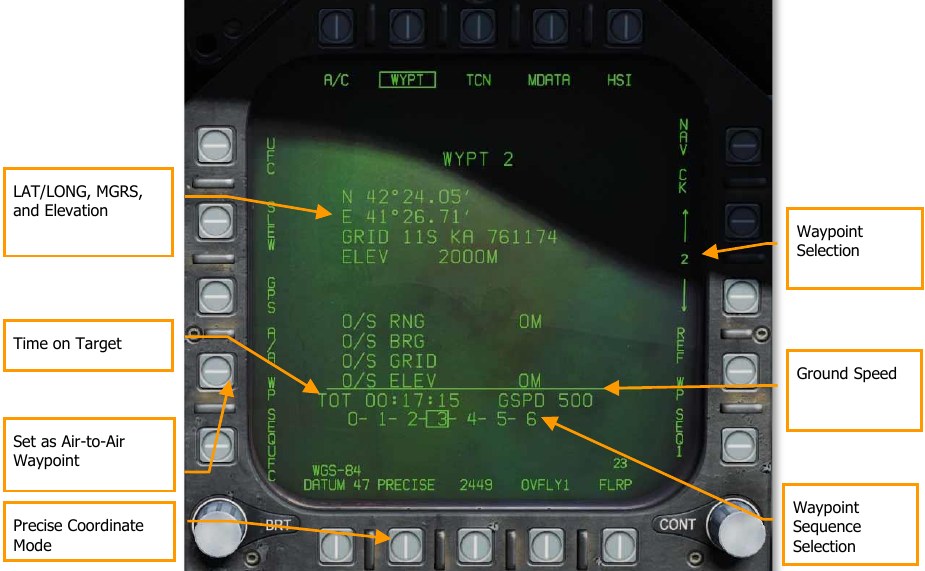 A/C WYPT TCN MDATA HSI
WYPT 2
N 42°24.05'
E 41°26.71'
GRID 11S KA 761174
ELEV 2000M
O/S RNG 0M
O/S BRG
O/S GRID
O/S ELEV 0M
TOT 00:17:15 GSPD 500
0- 1- 2- 3- 4- 5- 6
23
WGS-84
DATUM 47 PRECISE 2449 OVFLY1 FLRP
UFC
S EW
GPS
A/A WP
SEQUFC
NAV CK
2
REF WP
SEQ1
BRT
CONT
LAT/LONG, MGRS,
and Elevation
Time on Target
Set as Air-to-Air
Waypoint
Precise Coordinate
Mode
Waypoint
Selection
Ground Speed
Waypoint
Sequence
Selection